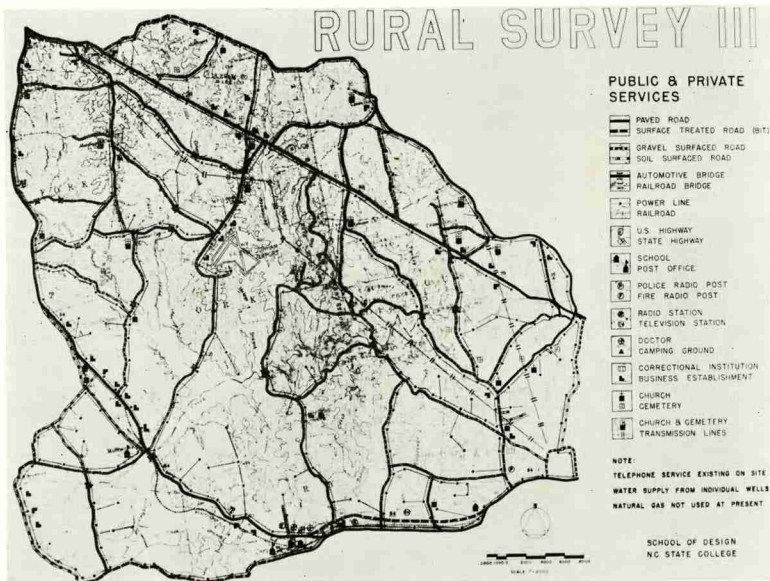 RURAL SURVEY III
PUBLIC & PRIVATE
SERVICES
PAVED ROAD
SURFACE TREATED ROAD (BIT)
GRAVEL SURFACED ROAD
SOIL SURFACED ROAD
AUTOMOTIVE BRIDGE
RAILROAD BRIDGE
POWER LINE
RAILROAD
U.S. HIGHWAY
STATE HIGHWAY
SCHOOL
POST OFFICE
POLICE RADIO POST
FIRE RADIO POST
RADIO STATION
TELEVISION STATION
DOCTOR
CAMPING GROUND
CORRECTIONAL INSTITUTION
BUSINESS ESTABLISHMENT
CHURCH
CEMETERY
CHURCH & CEMETERY
TRANSMISSION LINES
NOTE:
TELEPHONE SERVICE EXISTING ON SITE
WATER SUPPLY FROM INDIVIDUAL WELLS
NATURAL GAS NOT USED AT PRESENT
SCHOOL OF DESIGN
NC STATE COLLEGE